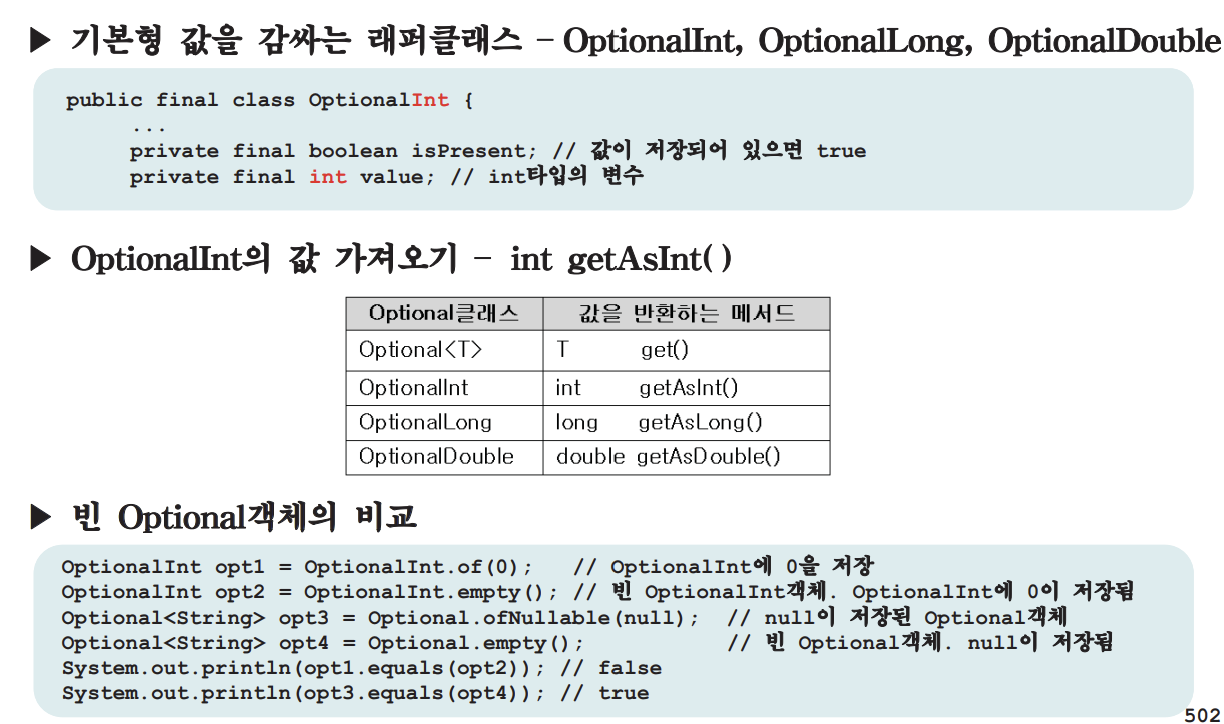 ▶ 기본형 값을 감싸는 래퍼클래스 – OptionalInt, OptionalLong, OptionalDouble
public final class OptionalInt {
...
private final boolean isPresent; // 값이 저장되어 있으면 true
private final int value; // int타입의 변수
▶ OptionalInt의 값 가져오기 – int getAsInt()
Optional클래스 값을 반환하는 메서드
Optional<T> T get()
OptionalInt int getAsInt()
OptionalLong long getAsLong()
OptionalDouble double getAsDouble()
▶ 빈 Optional객체의 비교
OptionalInt opt1 = OptionalInt.of(0); // OptionalInt에 0을 저장
OptionalInt opt2 = OptionalInt.empty(); // 빈 OptionalInt객체. OptionalInt에 0이 저장됨
Optional<String> opt3 = Optional.ofNullable(null); // null이 저장된 Optional객체
Optional<String> opt4 = Optional.empty(); // 빈 Optional객체. null이 저장됨
System.out.println(opt1.equals(opt2)); // false
System.out.println(opt3.equals(opt4)); // true
502